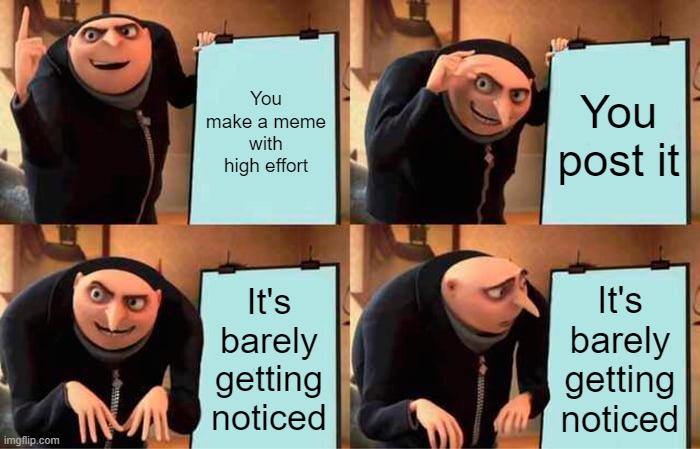 You
make a meme
with
high effort
You
post it
It's
barely
getting
noticed
It's
barely
getting
noticed
imgflip.com